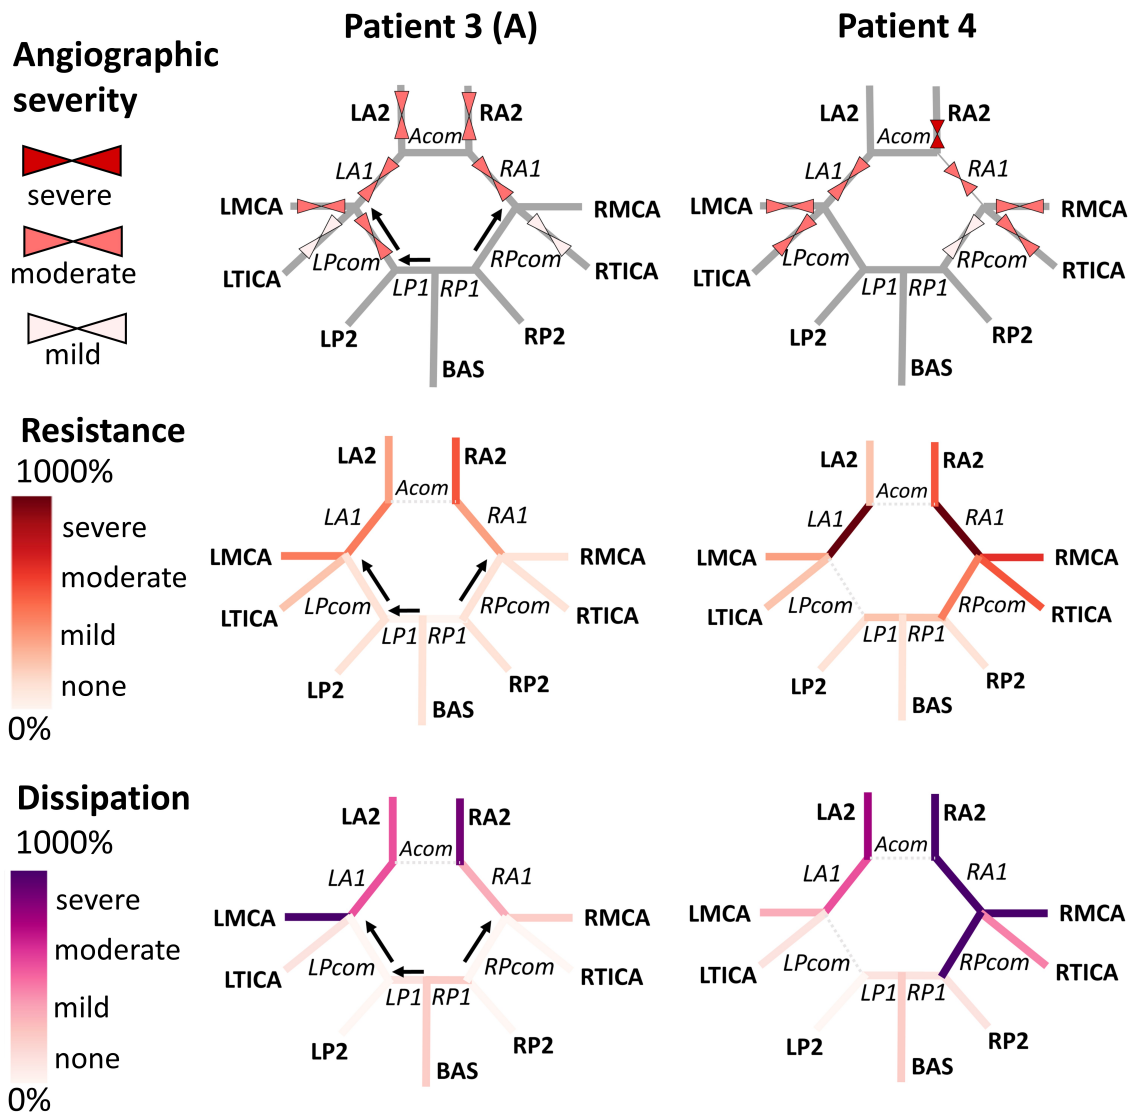 Patient 3 (A)
Patient 4
Angiographic
severity
severe
moderate
mild
LA2
RA2
Acom
LA1
RA1
LMCA
RMCA
LTICA
LPcom
RPcom
RTICA
LP1
RP1
LP2
RP2
BAS
LA2
RA2
Acom
LA1
RA1
LMCA
RMCA
LTICA
LPcom
RPcom
RTICA
LP1
RP1
LP2
RP2
BAS
Resistance
1000%
severe
moderate
mild
none
0%
LA2
RA2
Acom
LA1
RA1
LMCA
RMCA
LTICA
LPcom
RPcom
RTICA
LP1
RP1
LP2
RP2
BAS
LA2
RA2
Acom
LA1
RA1
LMCA
RMCA
LTICA
LPcom
RPcom
RTICA
LP1
RP1
LP2
RP2
BAS
Dissipation
1000%
severe
moderate
mild
none
0%
LA2
RA2
Acom
LA1
RA1
LMCA
RMCA
LTICA
LPcom
RPcom
RTICA
LP1
RP1
LP2
RP2
BAS
LA2
RA2
Acom
LA1
RA1
LMCA
RMCA
LTICA
LPcom
RPcom
RTICA
LP1
RP1
LP2
RP2
BAS